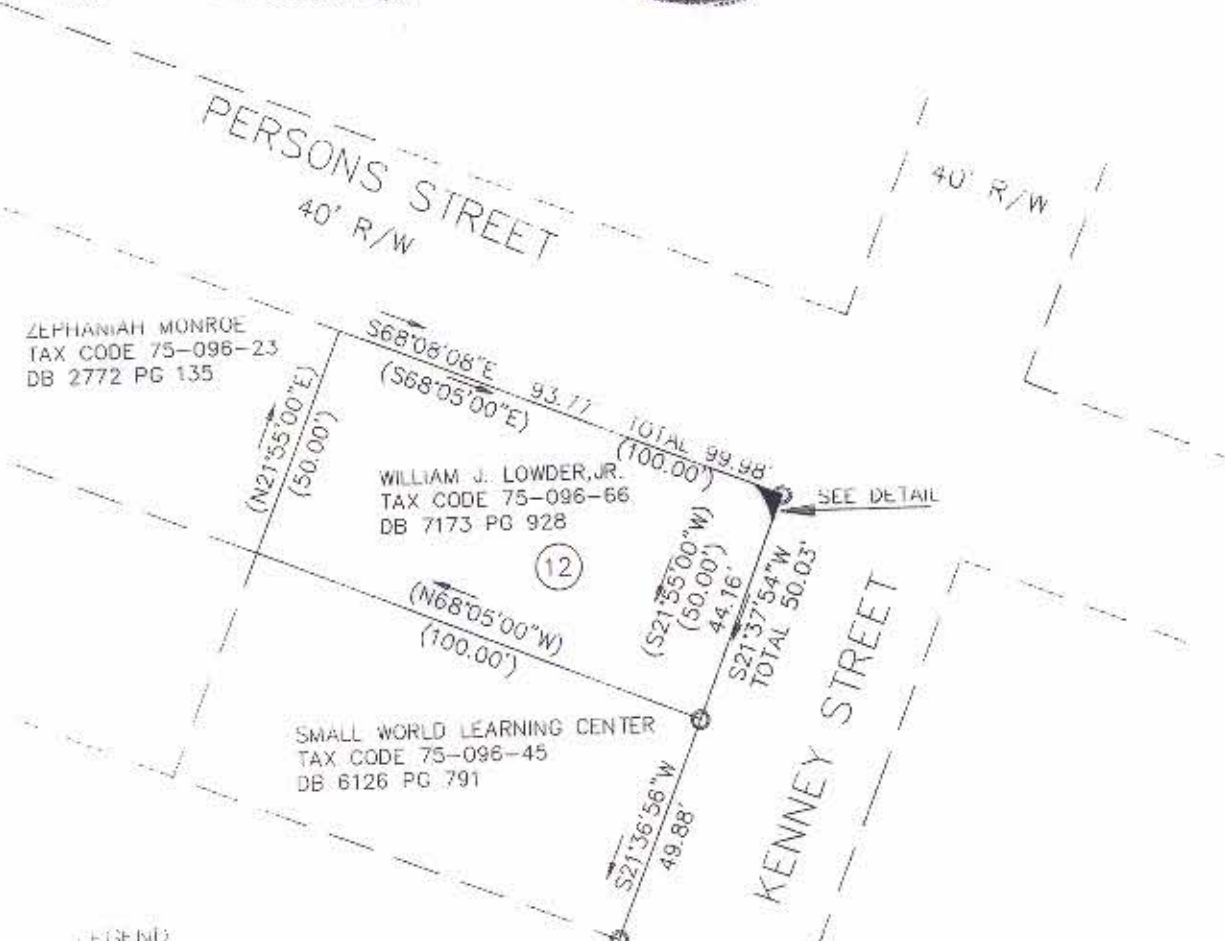 PERSONS STREET
40' R/W
40' R/W
ZEPHANIAH MONROE
TAX CODE 75-096-23
DB 2772 PG 135
S68°08'08"E 93.77 TOTAL 99.98'
(S68°05'00"E) (100.00')
(N21°55'00"E)
(50.00')
WILLIAM J. LOWDER,JR.
TAX CODE 75-096-66
DB 7173 PG 928
12
SEE DETAIL
(S21°55'00"W)
(50.00')
44.16'
S21°37'54"W
TOTAL 50.03'
(N68°05'00"W)
(100.00')
KENNEY STREET
SMALL WORLD LEARNING CENTER
TAX CODE 75-096-45
DB 6126 PG 791
S21°36'56"W
49.88'
LEGEND